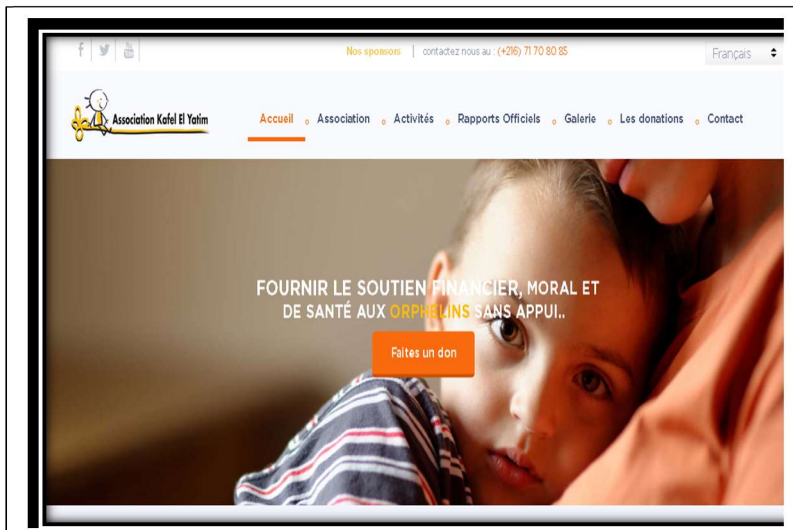 Nos sponsors | contactez nous au : (+216) 71 70 80 85
Français
Association Kafel El Yatim
Accueil
Association
Activités
Rapports Officiels
Galerie
Les donations
Contact
FOURNIR LE SOUTIEN FINANCIER, MORAL ET
DE SANTÉ AUX ORPHELINS SANS APPUI..
Faites un don